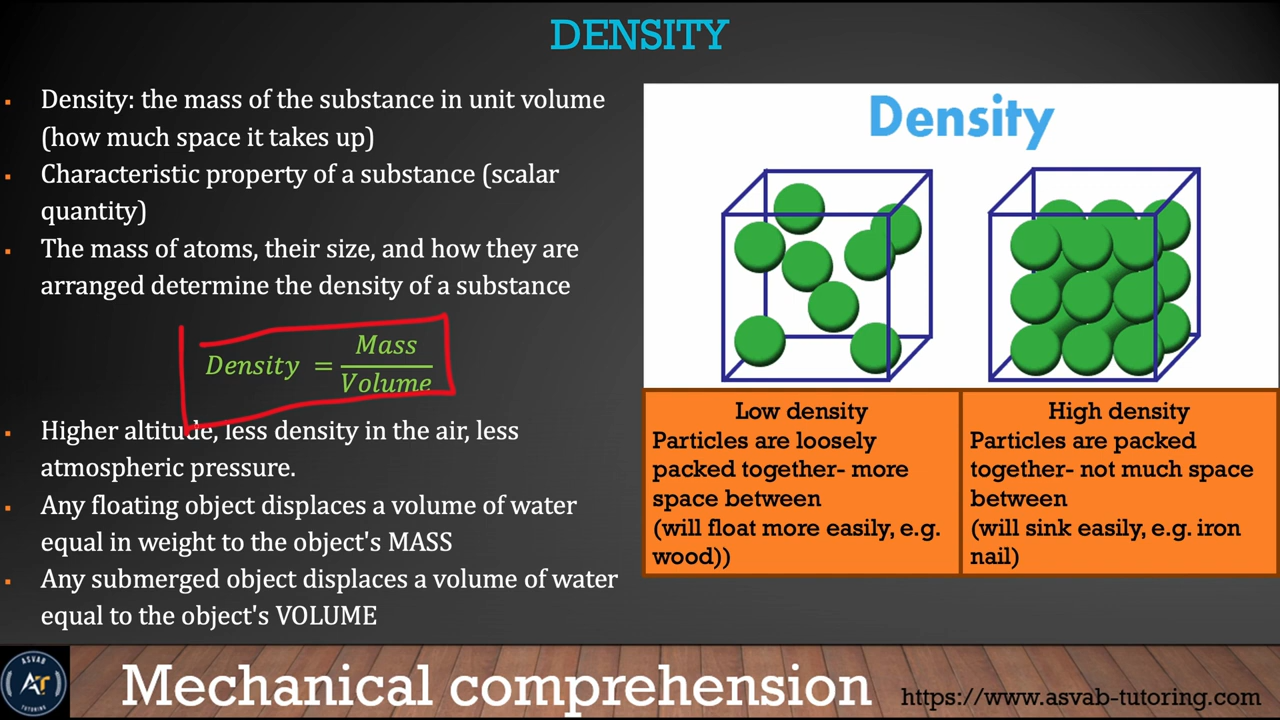 DENSITY
▪ Density: the mass of the substance in unit volume
(how much space it takes up)
▪ Characteristic property of a substance (scalar
quantity)
▪ The mass of atoms, their size, and how they are
arranged determine the density of a substance
Density = Mass
Volume
▪ Higher altitude, less density in the air, less
atmospheric pressure.
▪ Any floating object displaces a volume of water
equal in weight to the object's MASS
▪ Any submerged object displaces a volume of water
equal to the object's VOLUME
Density
Low density
Particles are loosely
packed together- more
space between
(will float more easily, e.g.
wood))
High density
Particles are packed
together- not much space
between
(will sink easily, e.g. iron
nail)
ASVAB
AT
TUTORING
Mechanical comprehension
https://www.asvab-tutoring.com